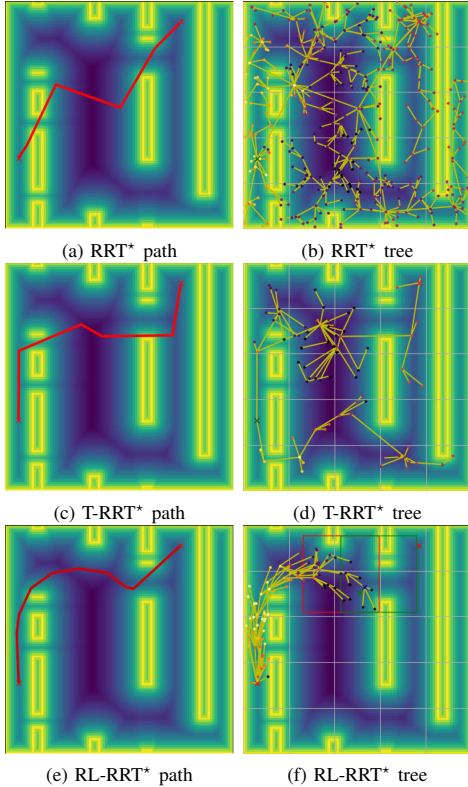 (a) RRT* path
(b) RRT* tree
(c) T-RRT* path
(d) T-RRT* tree
(e) RL-RRT* path
(f) RL-RRT* tree